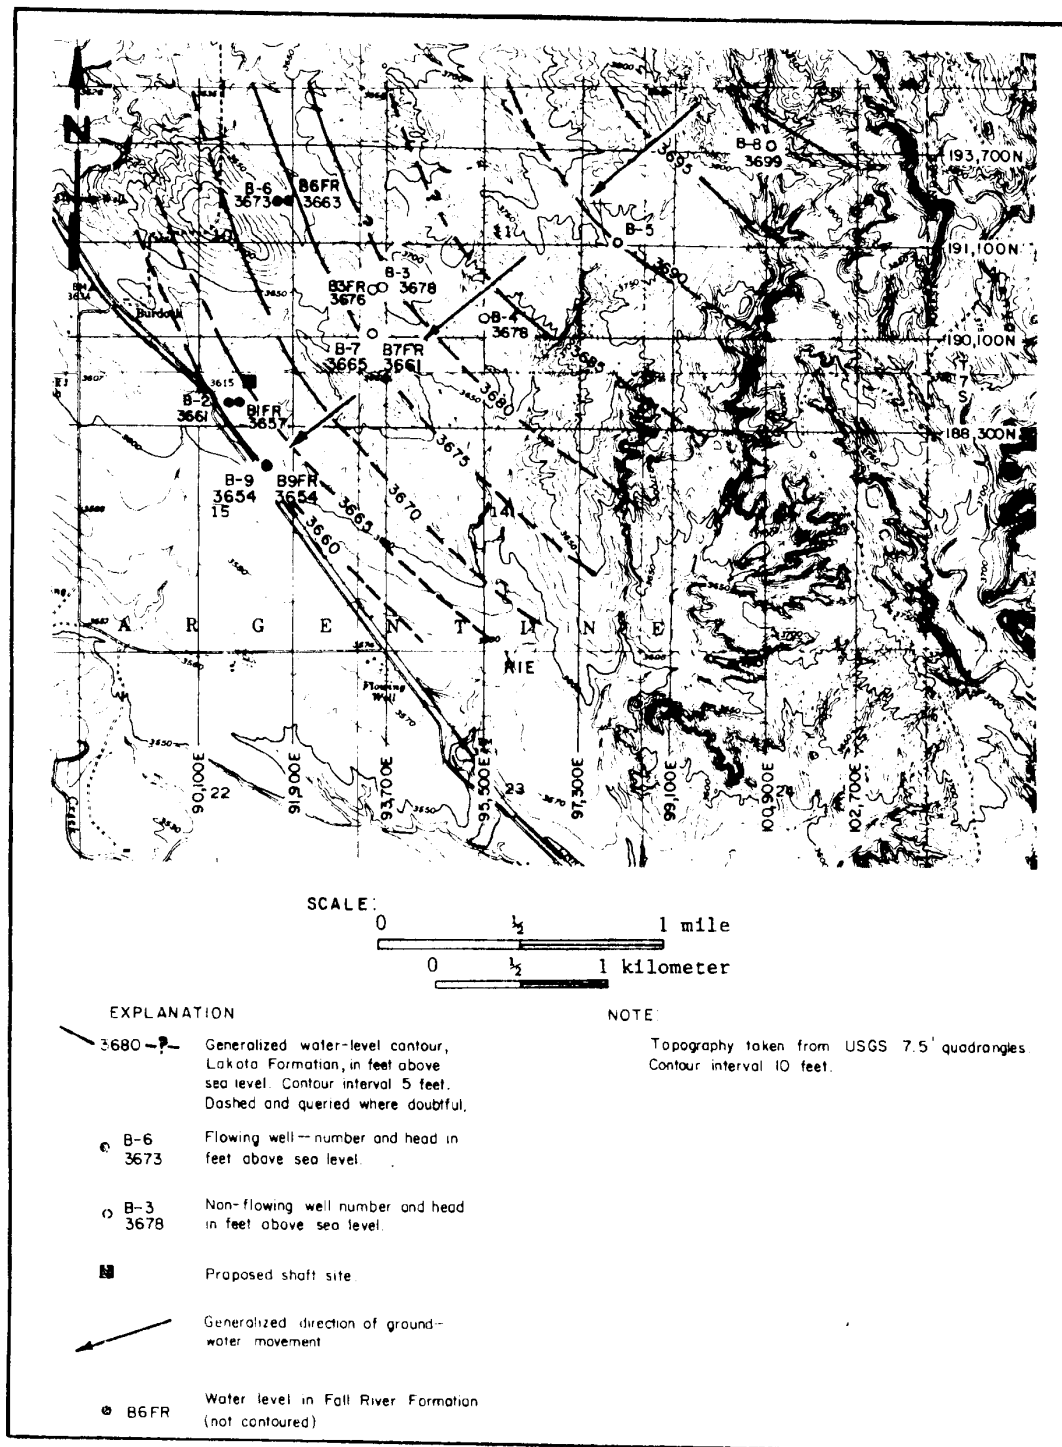 N
B-8
3699
193,700N
3695
B-6
3673
B6FR
3663
B-5
191,100N
3690
B-3
3678
B3FR
3676
B-4
3678
Burdock
B-7
3665
B7FR
3661
190,100N
3685
3680
T
7
S
3615
B-2
3661
B1FR
3657
3675
188,300N
B-9
3654
15
B9FR
3654
3670
3665
3660
14
A R G E N T I N E
NIE
Flowing
Well
90,100E
91,900E
93,700E
95,500E
97,300E
99,100E
100,900E
102,700E
22
23
24
SCALE:
0 ½ 1 mile
0 ½ 1 kilometer
EXPLANATION
3680 -?-
Generalized water-level contour,
Lakota Formation, in feet above
sea level. Contour interval 5 feet.
Dashed and queried where doubtful.
B-6
3673
Flowing well-- number and head in
feet above sea level.
B-3
3678
Non-flowing well number and head
in feet above sea level.
Proposed shaft site.
Generalized direction of ground-
water movement
B6FR
Water level in Fall River Formation
(not contoured)
NOTE:
Topography taken from USGS 7.5' quadrangles.
Contour interval 10 feet.